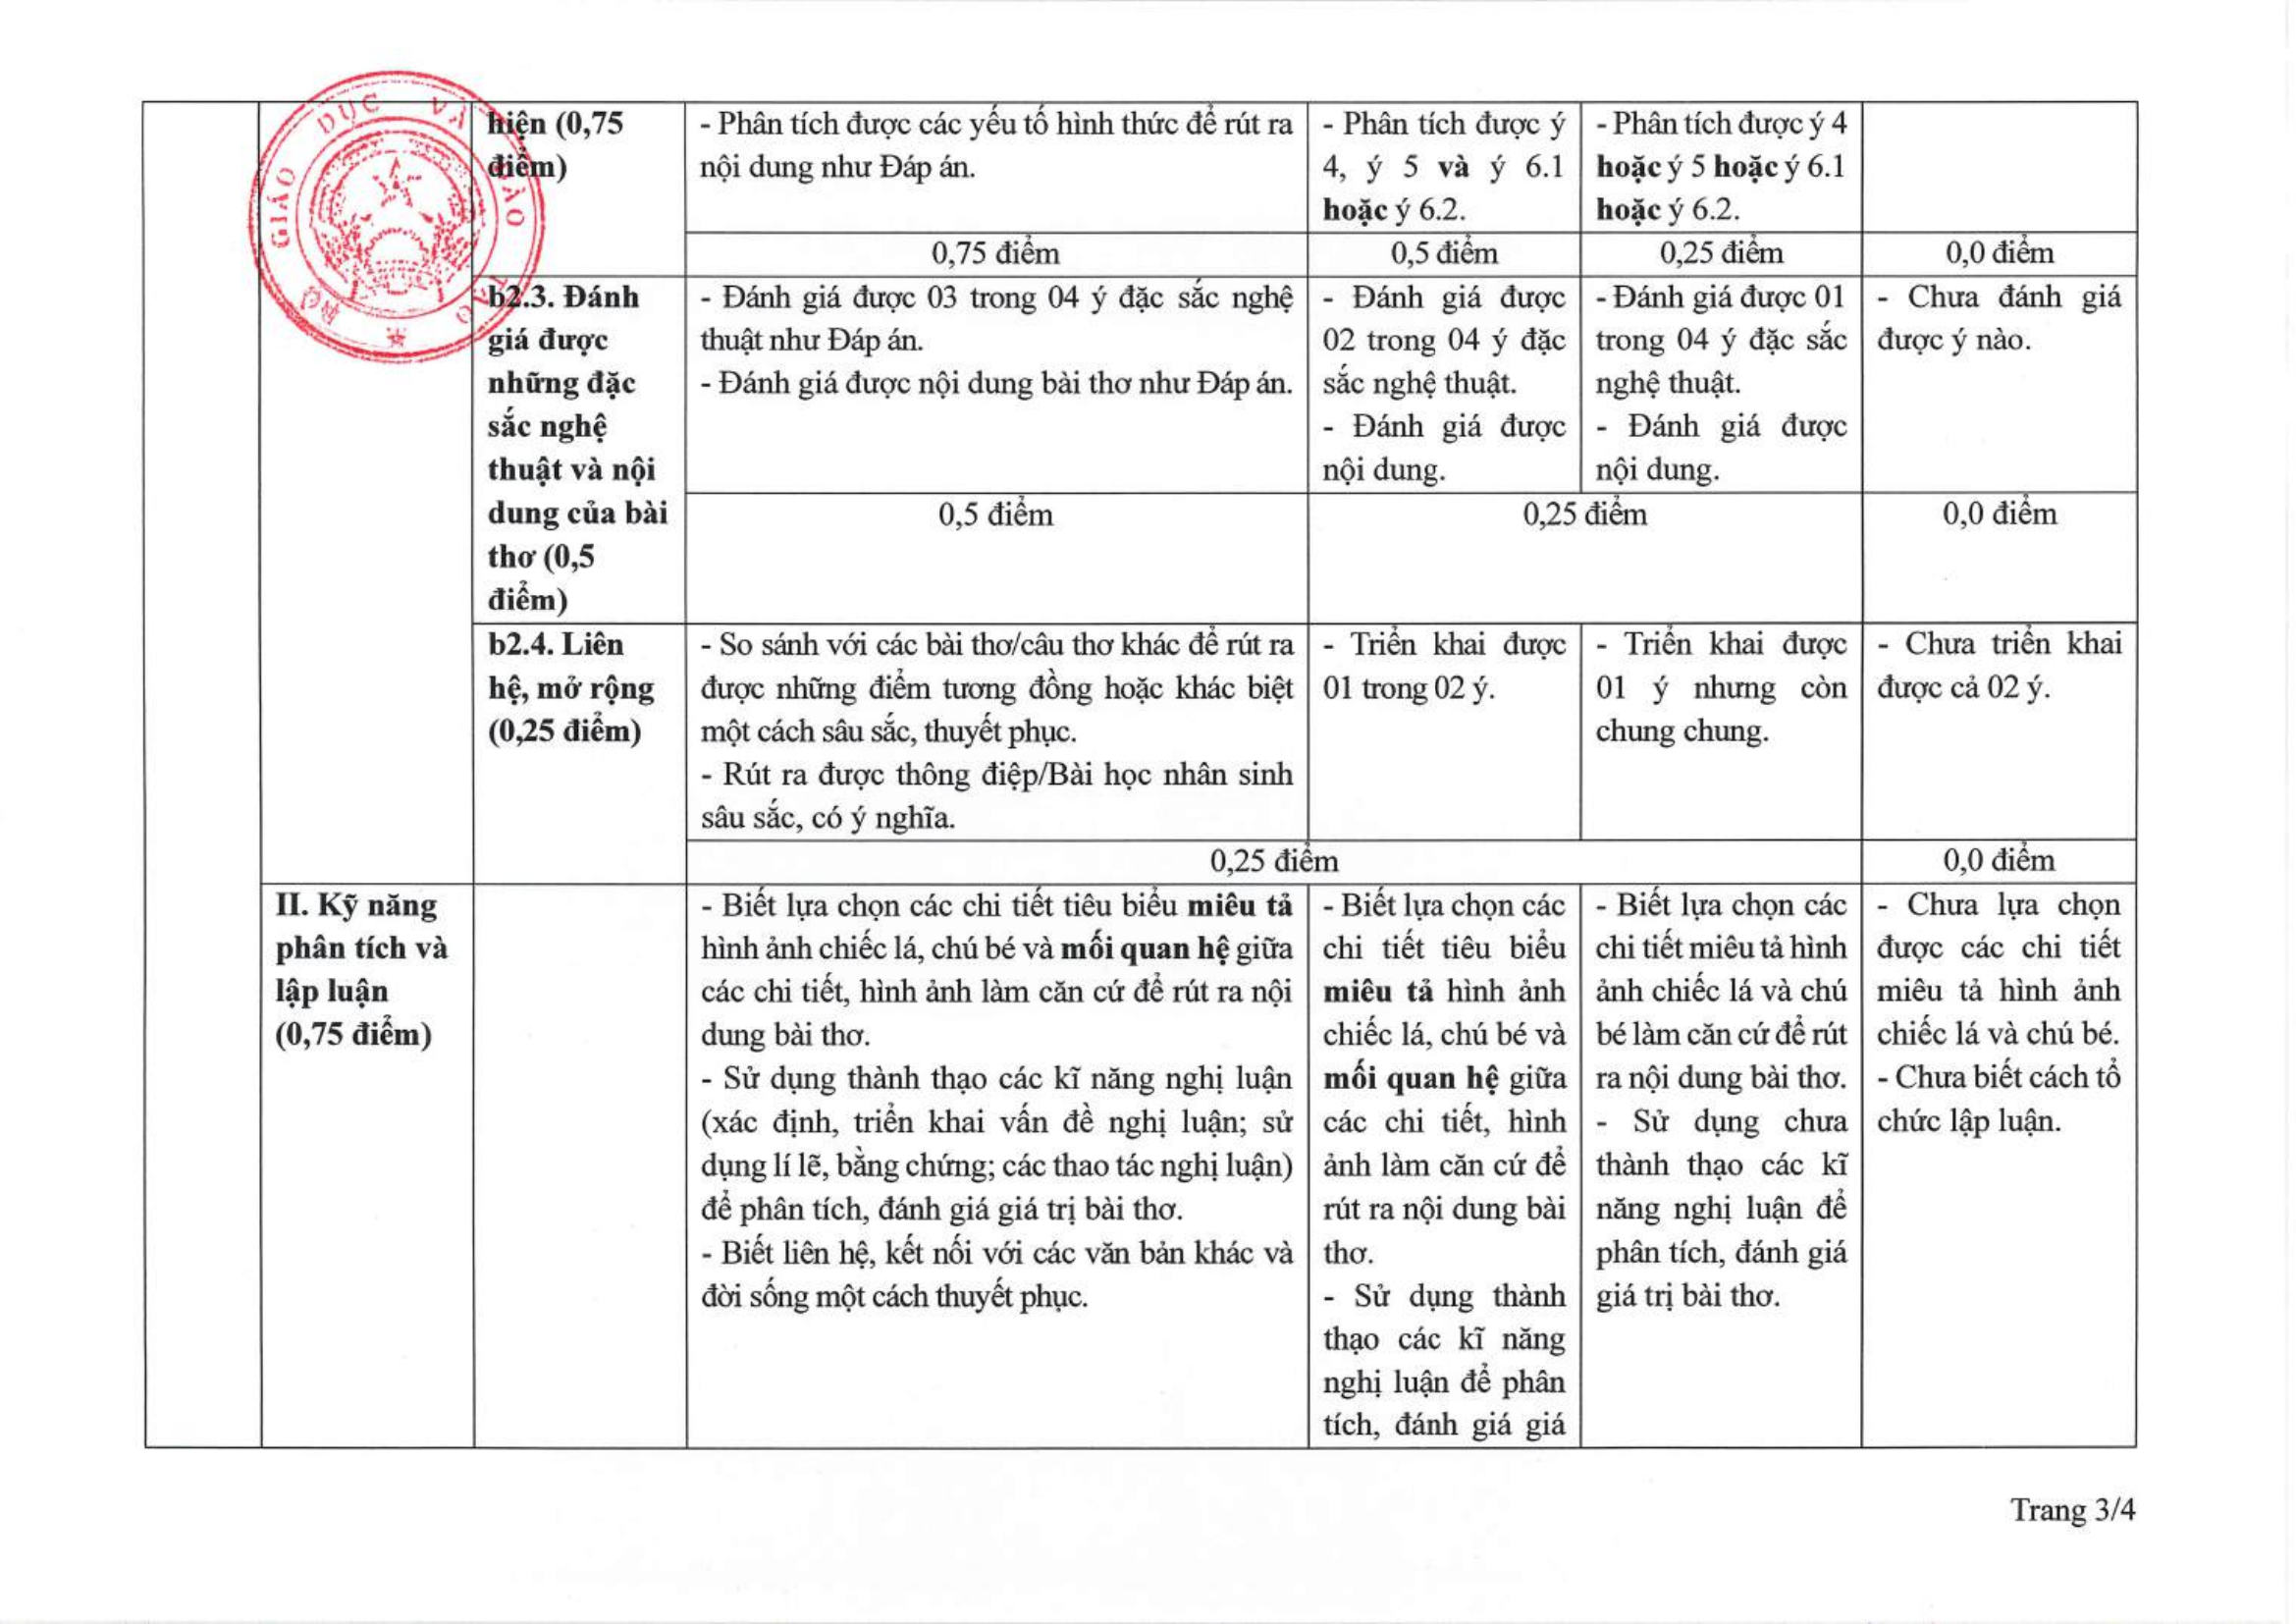 BỘ GIÁO DỤC VÀ ĐÀO TẠO
hiện (0,75
điểm)
- Phân tích được các yếu tố hình thức để rút ra
nội dung như Đáp án.
- Phân tích được ý
4, ý 5 và ý 6.1
hoặc ý 6.2.
- Phân tích được ý 4
hoặc ý 5 hoặc ý 6.1
hoặc ý 6.2.
0,75 điểm
0,5 điểm
0,25 điểm
0,0 điểm
b2.3. Đánh
giá được
những đặc
sắc nghệ
thuật và nội
dung của bài
thơ (0,5
điểm)
- Đánh giá được 03 trong 04 ý đặc sắc nghệ
thuật như Đáp án.
- Đánh giá được nội dung bài thơ như Đáp án.
- Đánh giá được
02 trong 04 ý đặc
sắc nghệ thuật.
- Đánh giá được
nội dung.
- Đánh giá được 01
trong 04 ý đặc sắc
nghệ thuật.
- Đánh giá được
nội dung.
- Chưa đánh giá
được ý nào.
0,5 điểm
0,25 điểm
0,0 điểm
b2.4. Liên
hệ, mở rộng
(0,25 điểm)
- So sánh với các bài thơ/câu thơ khác để rút ra
được những điểm tương đồng hoặc khác biệt
một cách sâu sắc, thuyết phục.
- Rút ra được thông điệp/Bài học nhân sinh
sâu sắc, có ý nghĩa.
- Triển khai được
01 trong 02 ý.
- Triển khai được
01 ý nhưng còn
chung chung.
- Chưa triển khai
được cả 02 ý.
0,25 điểm
0,0 điểm
II. Kỹ năng
phân tích và
lập luận
(0,75 điểm)
- Biết lựa chọn các chi tiết tiêu biểu miêu tả
hình ảnh chiếc lá, chú bé và mối quan hệ giữa
các chi tiết, hình ảnh làm căn cứ để rút ra nội
dung bài thơ.
- Sử dụng thành thạo các kĩ năng nghị luận
(xác định, triển khai vấn đề nghị luận; sử
dụng lí lẽ, bằng chứng; các thao tác nghị luận)
để phân tích, đánh giá giá trị bài thơ.
- Biết liên hệ, kết nối với các văn bản khác và
đời sống một cách thuyết phục.
- Biết lựa chọn các
chi tiết tiêu biểu
miêu tả hình ảnh
chiếc lá, chú bé và
mối quan hệ giữa
các chi tiết, hình
ảnh làm căn cứ để
rút ra nội dung bài
thơ.
- Sử dụng thành
thạo các kĩ năng
nghị luận để phân
tích, đánh giá giá
- Biết lựa chọn các
chi tiết miêu tả hình
ảnh chiếc lá và chú
bé làm căn cứ để rút
ra nội dung bài thơ.
- Sử dụng chưa
thành thạo các kĩ
năng nghị luận để
phân tích, đánh giá
giá trị bài thơ.
- Chưa lựa chọn
được các chi tiết
miêu tả hình ảnh
chiếc lá và chú bé.
- Chưa biết cách tổ
chức lập luận.
Trang 3/4